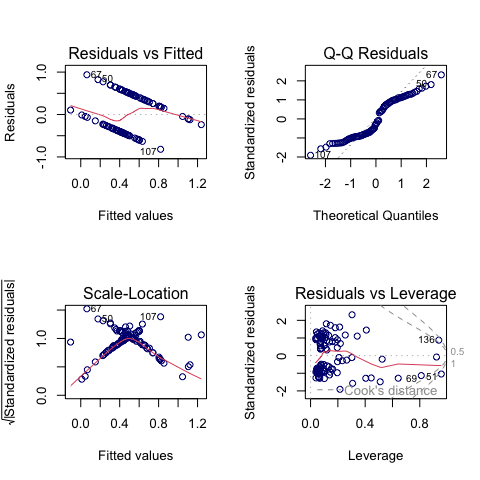 Residuals vs Fitted
Residuals
-1.0 0.0 1.0
67
50
107
0.0 0.4 0.8 1.2
Fitted values
Q-Q Residuals
Standardized residuals
-2 0 1 2
67
50
107
-2 -1 0 1 2
Theoretical Quantiles
Scale-Location
√|Standardized residuals|
0.0 1.0
67
50
107
0.0 0.4 0.8 1.2
Fitted values
Residuals vs Leverage
Standardized residuals
-2 0 2
136
0.5
1
69
51
Cook's distance
0.0 0.4 0.8
Leverage